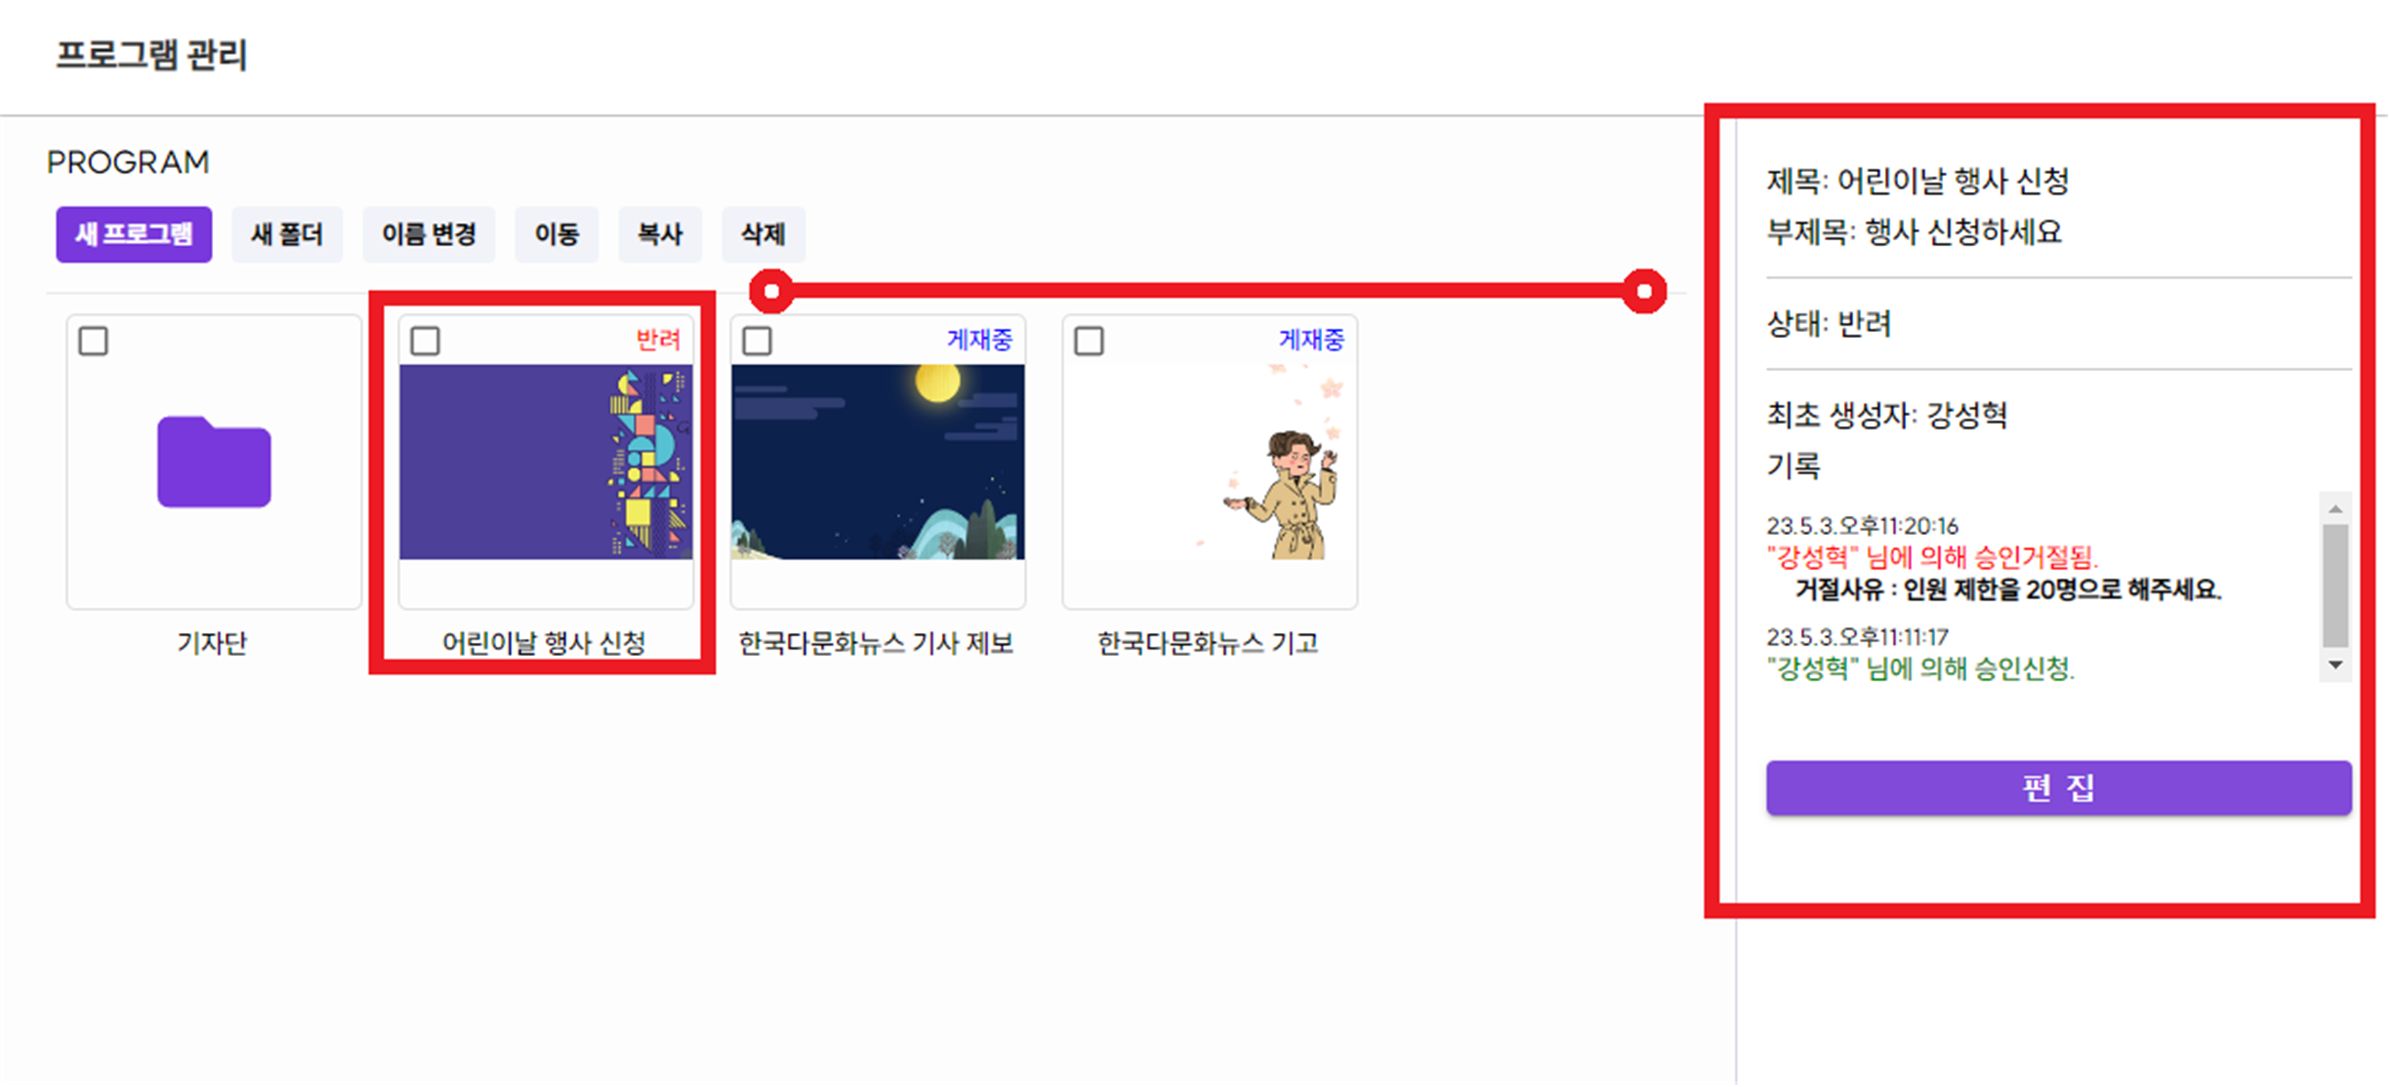 프로그램 관리
PROGRAM
새 프로그램 새 폴더 이름 변경 이동 복사 삭제
반려
게재중
게재중
기자단
어린이날 행사 신청
한국다문화뉴스 기사 제보
한국다문화뉴스 기고
제목: 어린이날 행사 신청
부제목: 행사 신청하세요
상태: 반려
최초 생성자: 강성혁
기록
23.5.3.오후11:20:16
"강성혁" 님에 의해 승인거절됨.
거절사유 : 인원 제한을 20명으로 해주세요.
23.5.3.오후11:11:17
"강성혁" 님에 의해 승인신청.
편 집